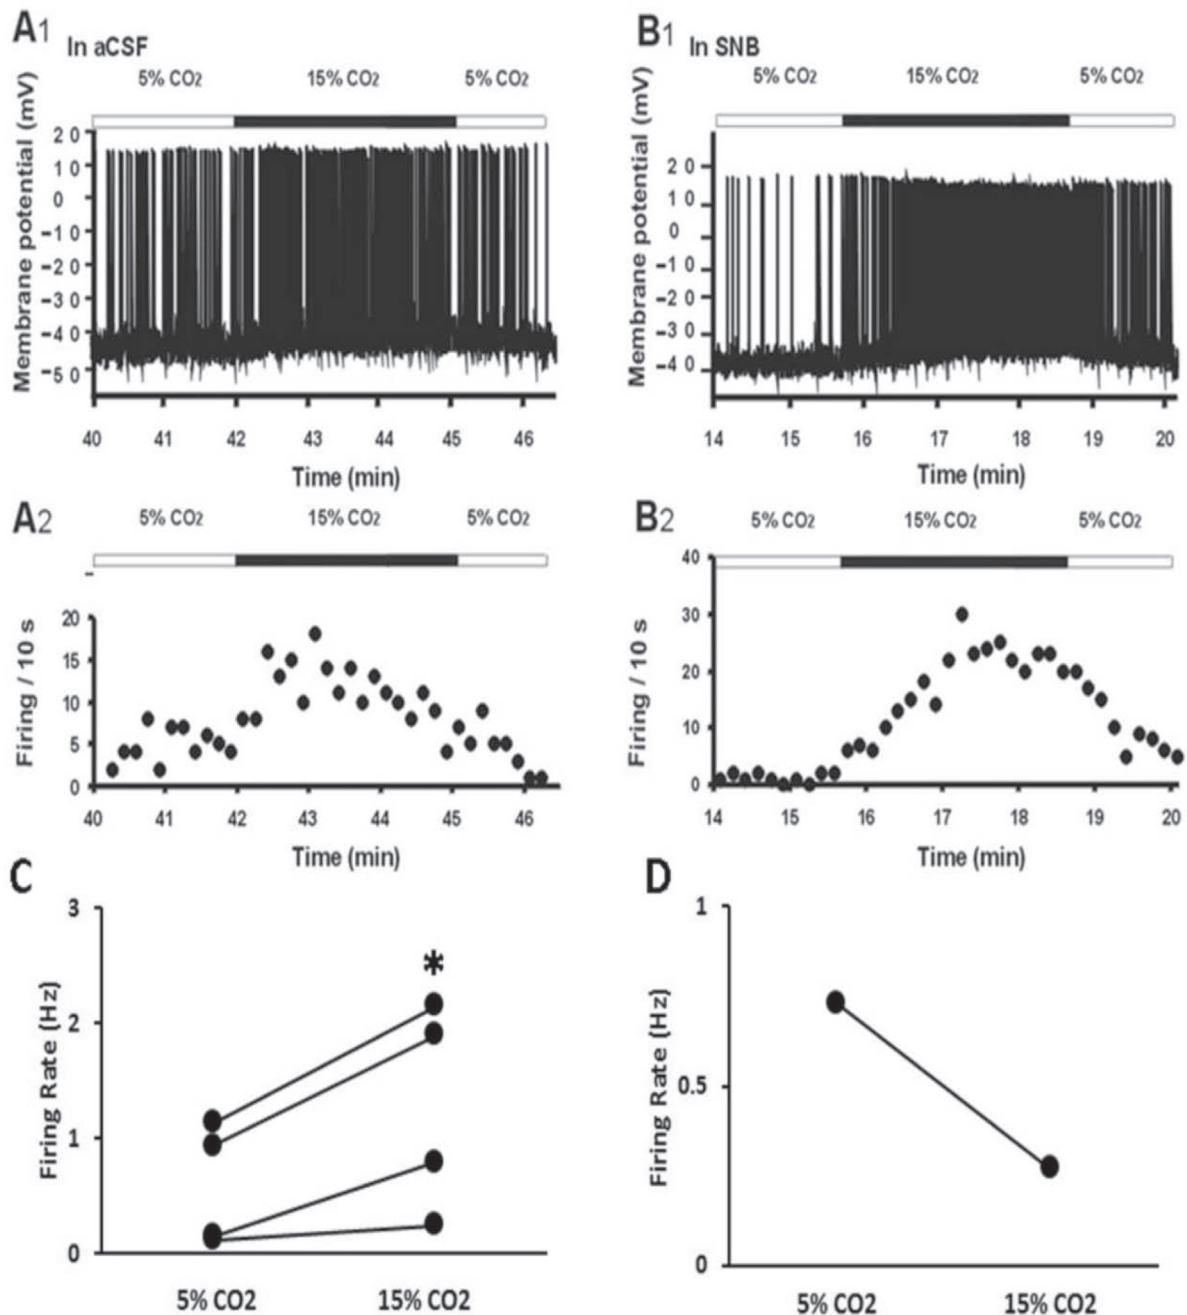 A1 In aCSF
5% CO2 15% CO2 5% CO2
Membrane potential (mV)
20
10
0
-10
-20
-30
-40
-50
40 41 42 43 44 45 46
Time (min)
B1 In SNB
5% CO2 15% CO2 5% CO2
Membrane potential (mV)
20
10
0
-10
-20
-30
-40
14 15 16 17 18 19 20
Time (min)
A2
5% CO2 15% CO2 5% CO2
Firing / 10 s
20
15
10
5
0
40 41 42 43 44 45 46
Time (min)
B2
5% CO2 15% CO2 5% CO2
Firing / 10 s
40
30
20
10
0
14 15 16 17 18 19 20
Time (min)
C
Firing Rate (Hz)
3
2
1
0
*
5% CO2 15% CO2
D
Firing Rate (Hz)
1
0.5
0
5% CO2 15% CO2